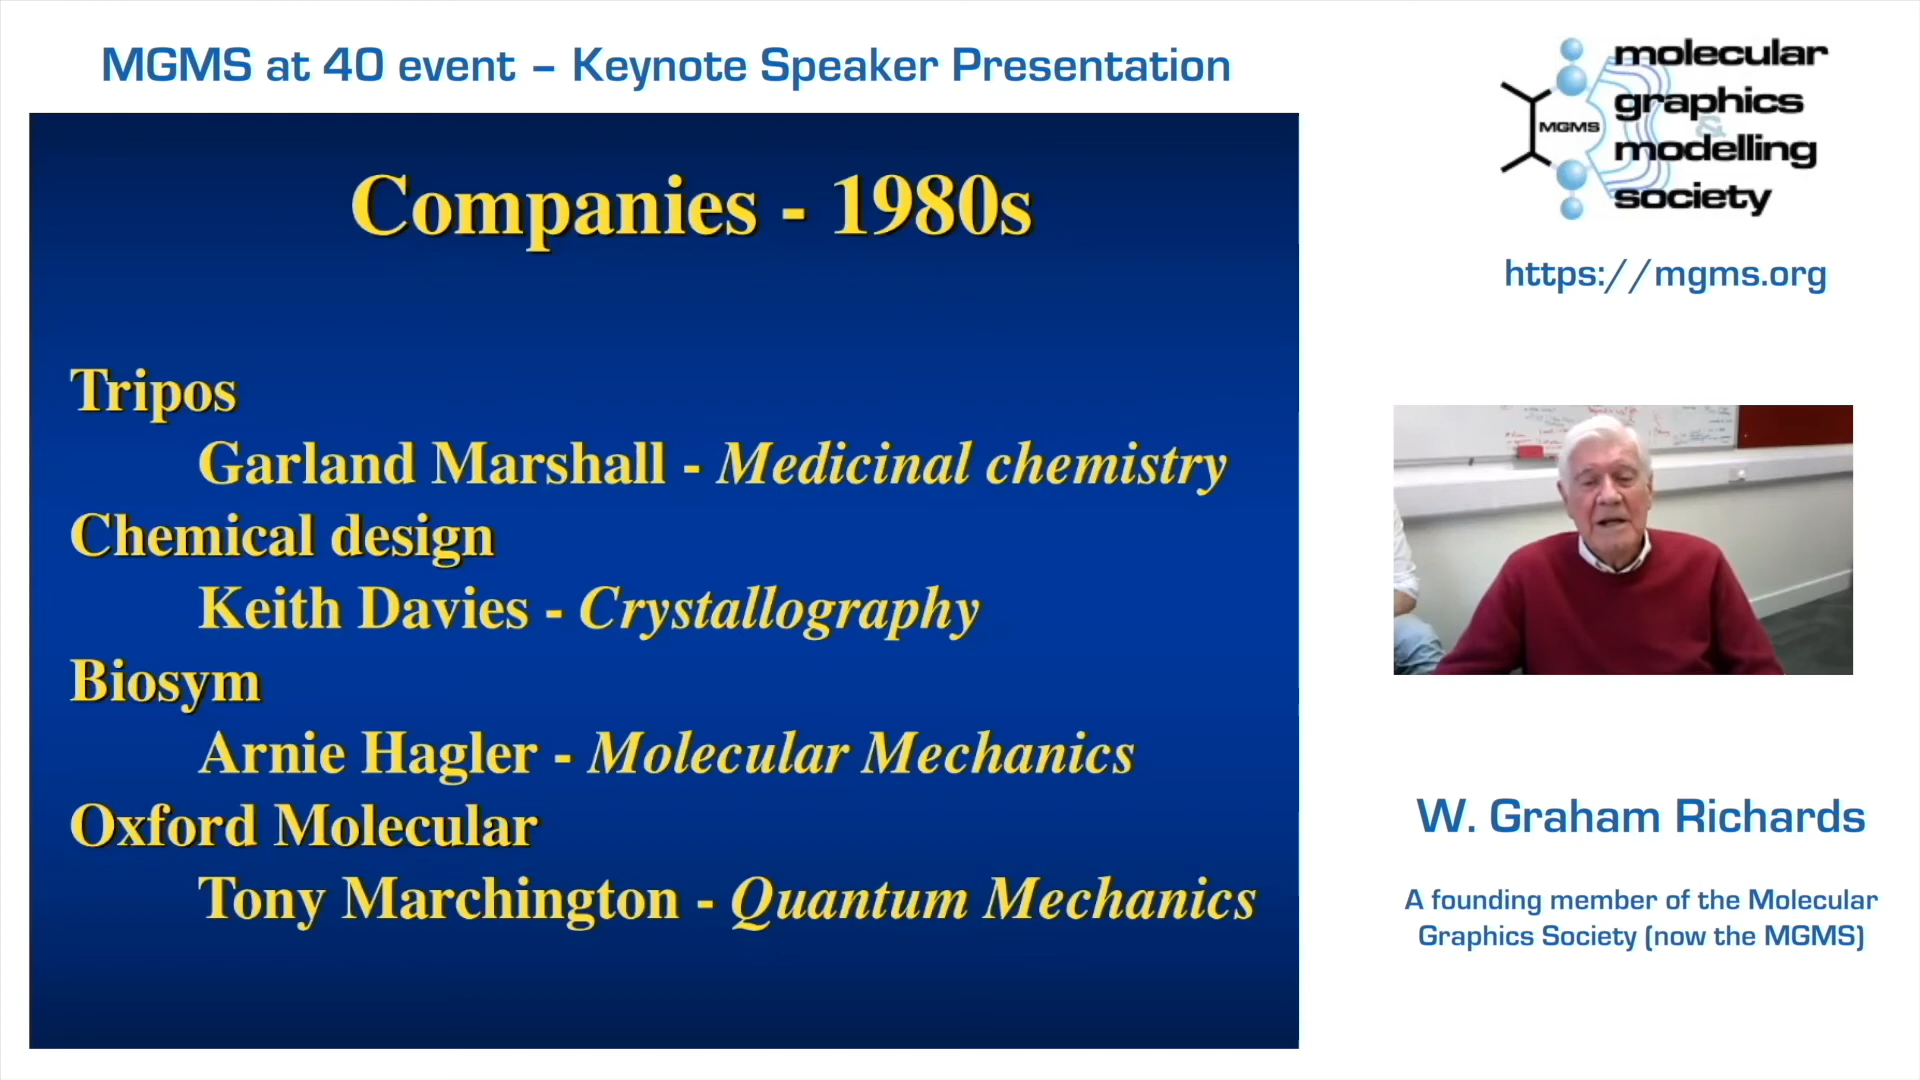 MGMS at 40 event – Keynote Speaker Presentation
Companies - 1980s
Tripos
Garland Marshall - Medicinal chemistry
Chemical design
Keith Davies - Crystallography
Biosym
Arnie Hagler - Molecular Mechanics
Oxford Molecular
Tony Marchington - Quantum Mechanics
MGMS
molecular
graphics
&
modelling
society
https://mgms.org
W. Graham Richards
A founding member of the Molecular
Graphics Society (now the MGMS)